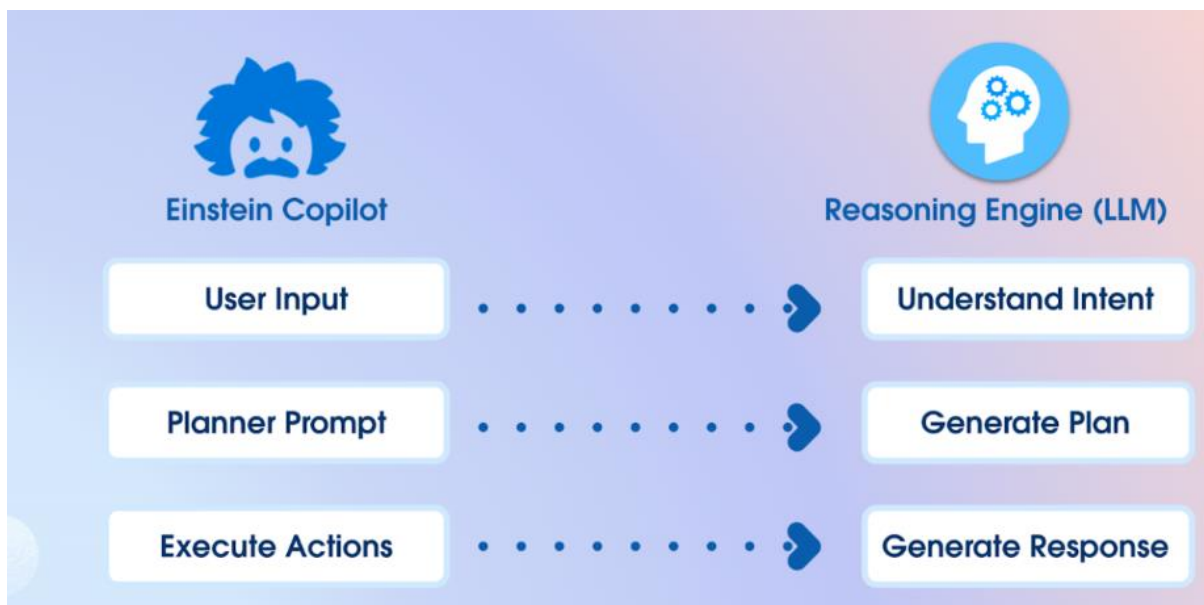 Einstein Copilot
Reasoning Engine (LLM)
User Input
Understand Intent
Planner Prompt
Generate Plan
Execute Actions
Generate Response